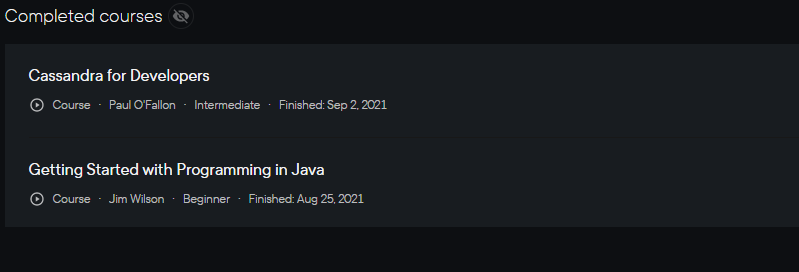 Completed courses
Cassandra for Developers
Course · Paul O'Fallon · Intermediate · Finished: Sep 2, 2021
Getting Started with Programming in Java
Course · Jim Wilson · Beginner · Finished: Aug 25, 2021